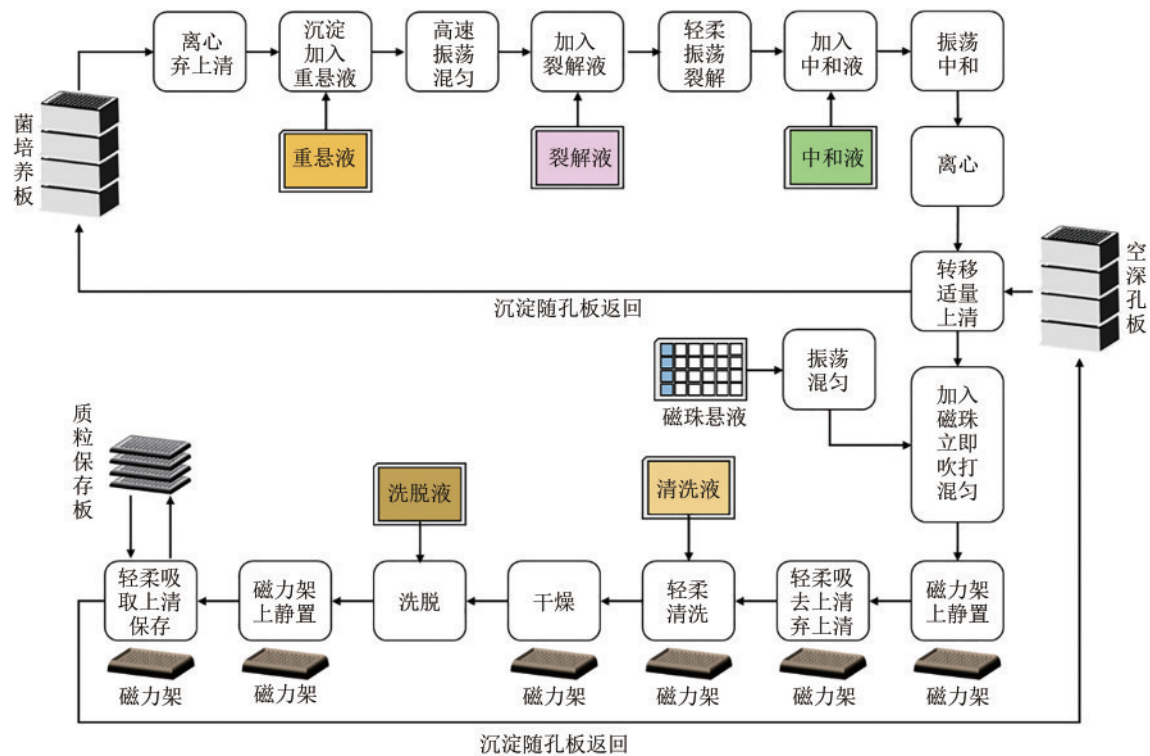 离心
弃上清
沉淀
加入
重悬液
高速
振荡
混匀
加入
裂解液
轻柔
振荡
裂解
加入
中和液
振荡
中和
菌培养板
重悬液
裂解液
中和液
离心
转移
适量
上清
空深孔板
沉淀随孔板返回
磁珠悬液
振荡
混匀
加入
磁珠
立即
吹打
混匀
质粒保存板
洗脱液
清洗液
轻柔吸
取上清
保存
磁力架
上静置
洗脱
干燥
轻柔
清洗
轻柔吸
去上清
弃上清
磁力架
上静置
磁力架
磁力架
磁力架
磁力架
磁力架
磁力架
沉淀随孔板返回